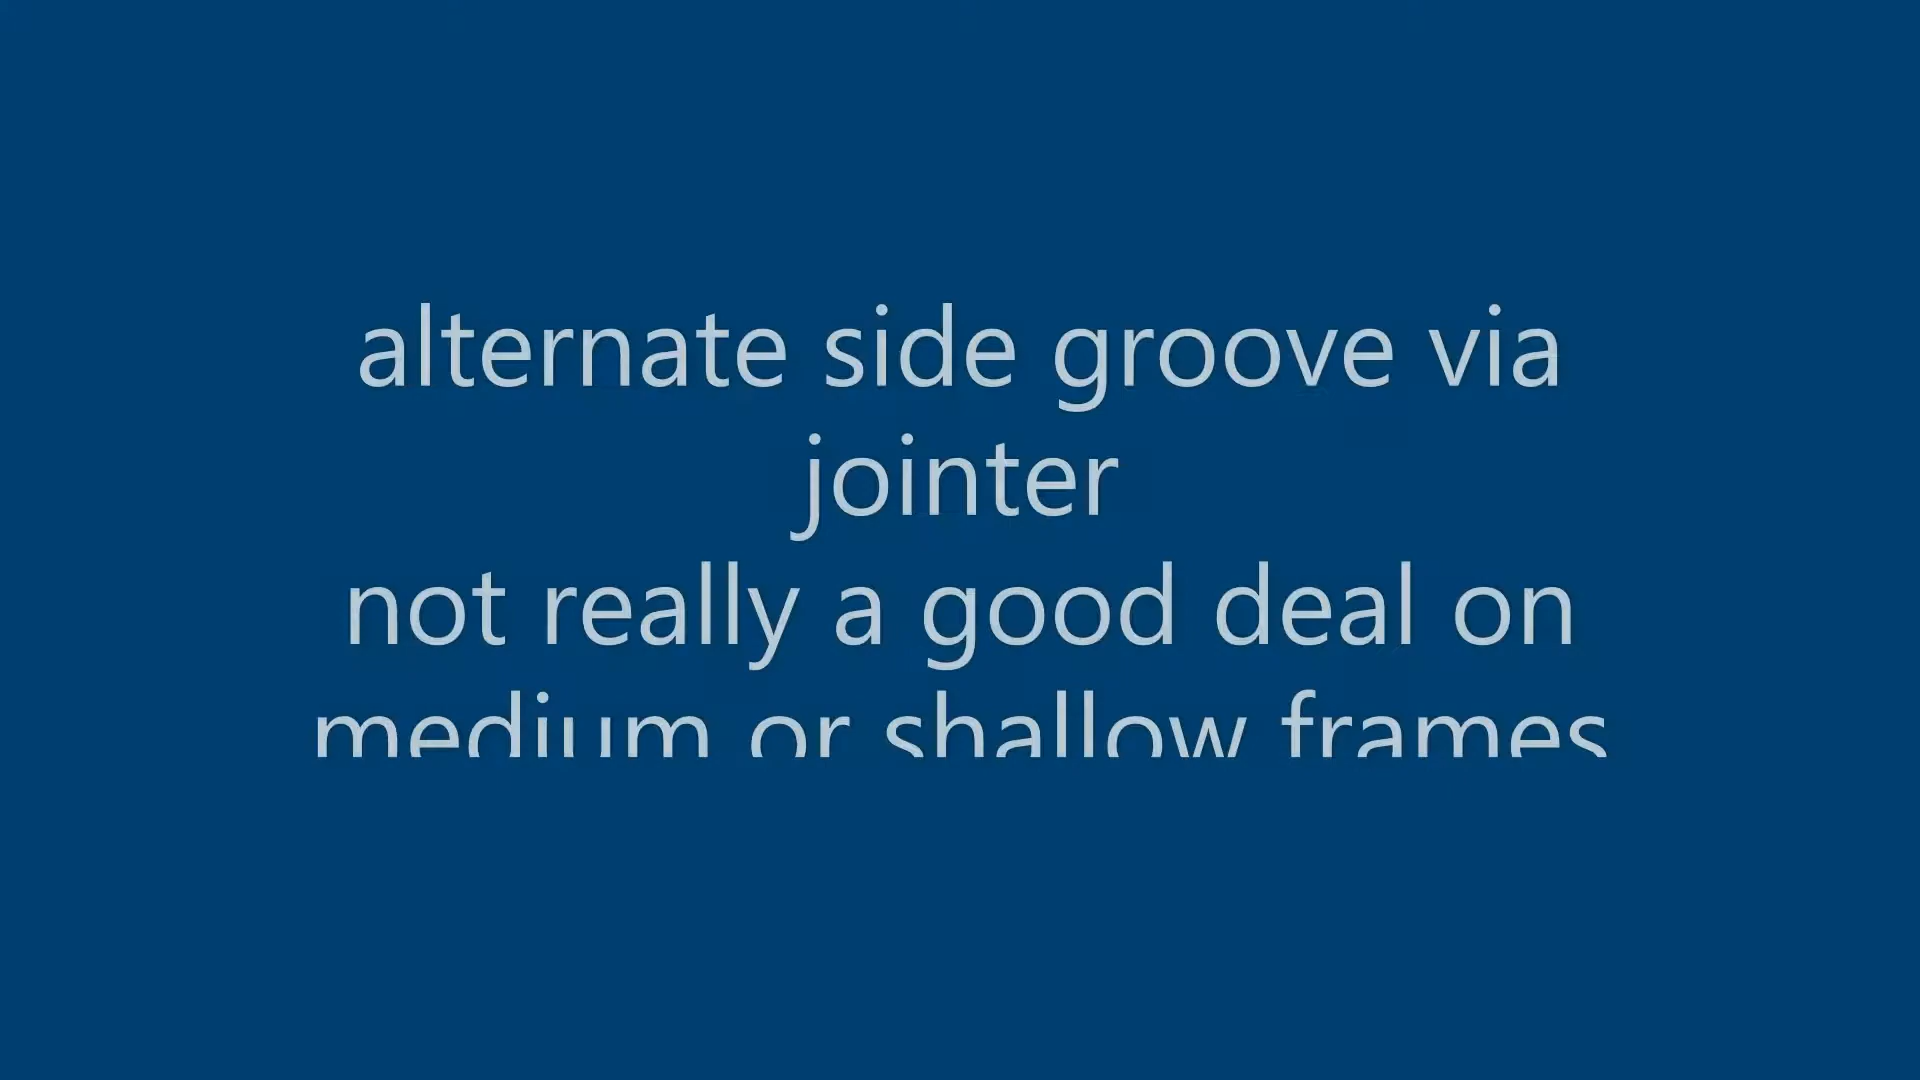 alternate side groove via
jointer
not really a good deal on
medium or shallow frames